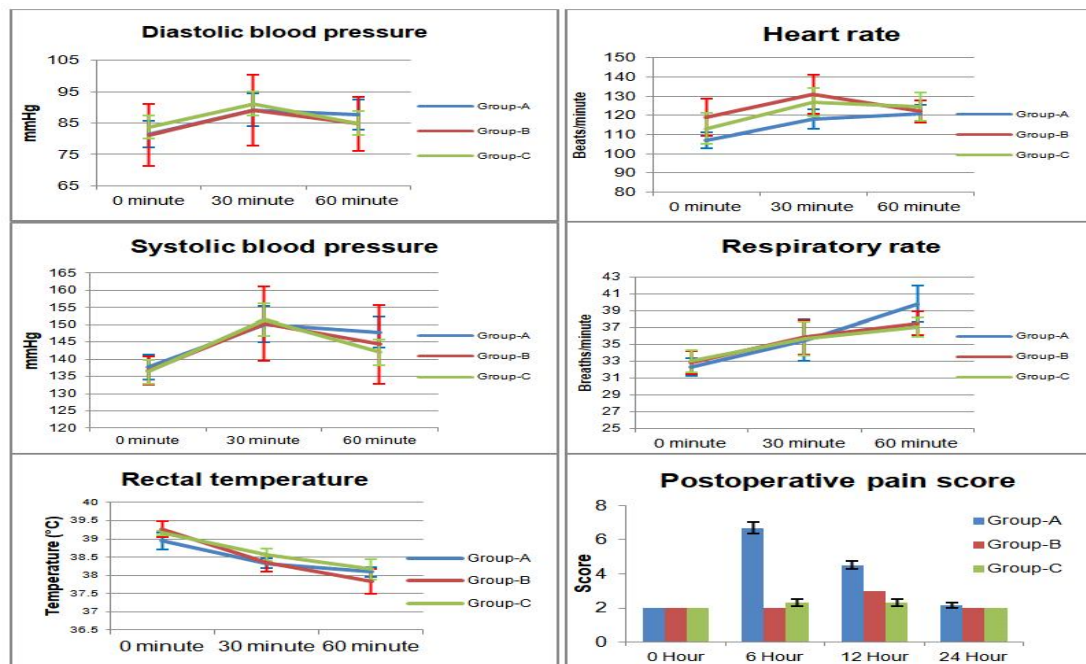 Diastolic blood pressure
mmHg
105
95
85
75
65
0 minute 30 minute 60 minute
Group-A
Group-B
Group-C
Heart rate
Beats/minute
150
140
130
120
110
100
90
80
0 minute 30 minute 60 minute
Group-A
Group-B
Group-C
Systolic blood pressure
mmHg
165
160
155
150
145
140
135
130
125
120
0 minute 30 minute 60 minute
Group-A
Group-B
Group-C
Respiratory rate
Breaths/minute
43
41
39
37
35
33
31
29
27
25
0 minute 30 minute 60 minute
Group-A
Group-B
Group-C
Rectal temperature
Temperature (°C)
40
39.5
39
38.5
38
37.5
37
36.5
0 minute 30 minute 60 minute
Group-A
Group-B
Group-C
Postoperative pain score
Score
8
6
4
2
0
0 Hour 6 Hour 12 Hour 24 Hour
Group-A
Group-B
Group-C